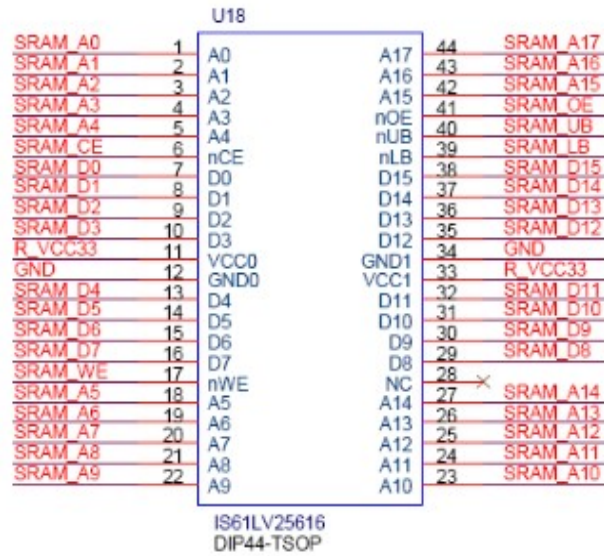 U18
SRAM_A0 1 A0 A17 44 SRAM_A17
SRAM_A1 2 A1 A16 43 SRAM_A16
SRAM_A2 3 A2 A15 42 SRAM_A15
SRAM_A3 4 A3 nOE 41 SRAM_OE
SRAM_A4 5 A4 nUB 40 SRAM_UB
SRAM_CE 6 nCE nLB 39 SRAM_LB
SRAM_D0 7 D0 D15 38 SRAM_D15
SRAM_D1 8 D1 D14 37 SRAM_D14
SRAM_D2 9 D2 D13 36 SRAM_D13
SRAM_D3 10 D3 D12 35 SRAM_D12
R_VCC33 11 VCC0 GND1 34 GND
GND 12 GND0 VCC1 33 R_VCC33
SRAM_D4 13 D4 D11 32 SRAM_D11
SRAM_D5 14 D5 D10 31 SRAM_D10
SRAM_D6 15 D6 D9 30 SRAM_D9
SRAM_D7 16 D7 D8 29 SRAM_D8
SRAM_WE 17 nWE NC 28
SRAM_A5 18 A5 A14 27 SRAM_A14
SRAM_A6 19 A6 A13 26 SRAM_A13
SRAM_A7 20 A7 A12 25 SRAM_A12
SRAM_A8 21 A8 A11 24 SRAM_A11
SRAM_A9 22 A9 A10 23 SRAM_A10
IS61LV25616
DIP44-TSOP